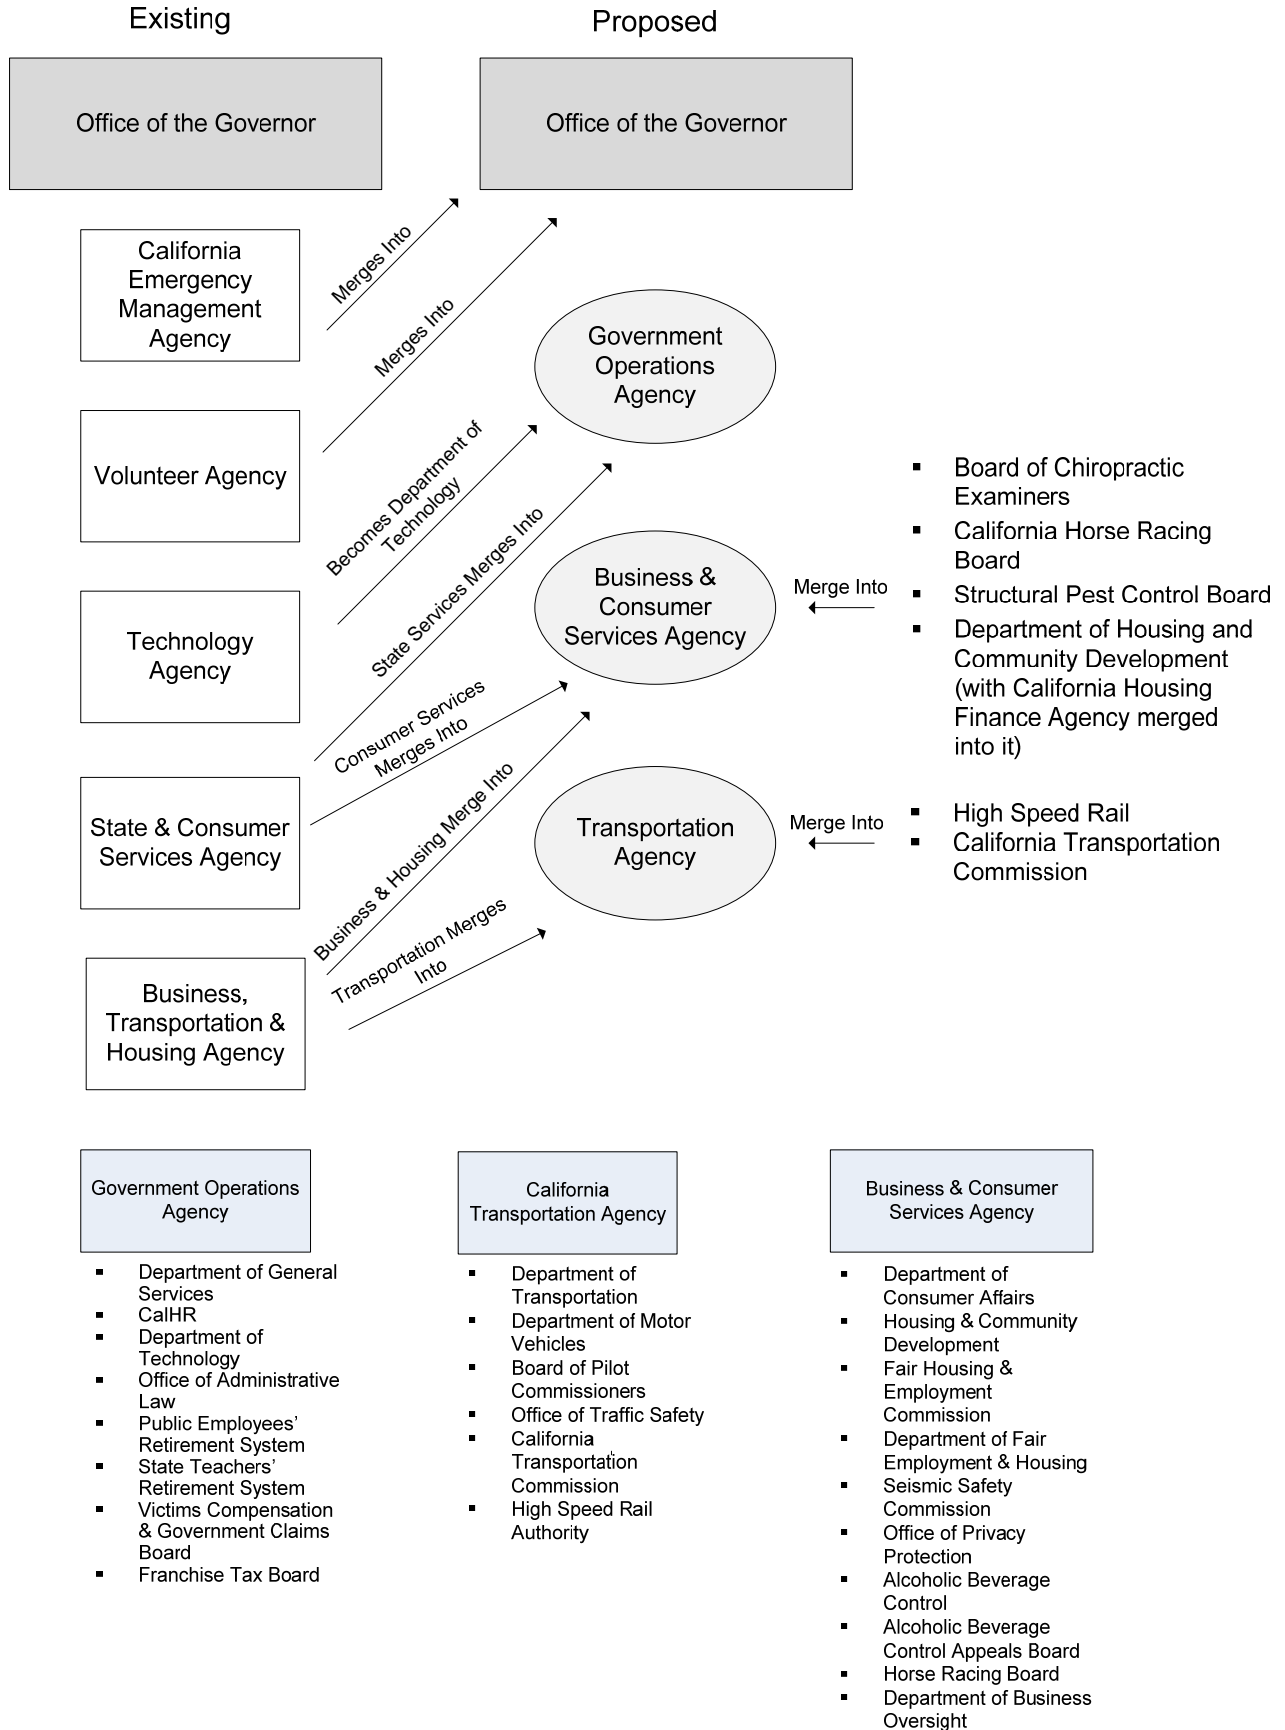 Existing
Proposed
Office of the Governor
Office of the Governor
California
Emergency
Management
Agency
Merges Into
Merges Into
Government
Operations
Agency
Volunteer Agency
Becomes Department of
Technology
State Services Merges Into
Business &
Consumer
Services Agency
Merge Into
▪ Board of Chiropractic
Examiners
▪ California Horse Racing
Board
▪ Structural Pest Control Board
▪ Department of Housing and
Community Development
(with California Housing
Finance Agency merged
into it)
Technology
Agency
Consumer Services
Merges Into
State & Consumer
Services Agency
Business & Housing Merge Into
Transportation
Agency
Merge Into
▪ High Speed Rail
▪ California Transportation
Commission
Transportation Merges
Into
Business,
Transportation &
Housing Agency
Government Operations
Agency
▪ Department of General
Services
▪ CalHR
▪ Department of
Technology
▪ Office of Administrative
Law
▪ Public Employees’
Retirement System
▪ State Teachers’
Retirement System
▪ Victims Compensation
& Government Claims
Board
▪ Franchise Tax Board
California
Transportation Agency
▪ Department of
Transportation
▪ Department of Motor
Vehicles
▪ Board of Pilot
Commissioners
▪ Office of Traffic Safety
▪ California
Transportation
Commission
▪ High Speed Rail
Authority
Business & Consumer
Services Agency
▪ Department of
Consumer Affairs
▪ Housing & Community
Development
▪ Fair Housing &
Employment
Commission
▪ Department of Fair
Employment & Housing
▪ Seismic Safety
Commission
▪ Office of Privacy
Protection
▪ Alcoholic Beverage
Control
▪ Alcoholic Beverage
Control Appeals Board
▪ Horse Racing Board
▪ Department of Business
Oversight